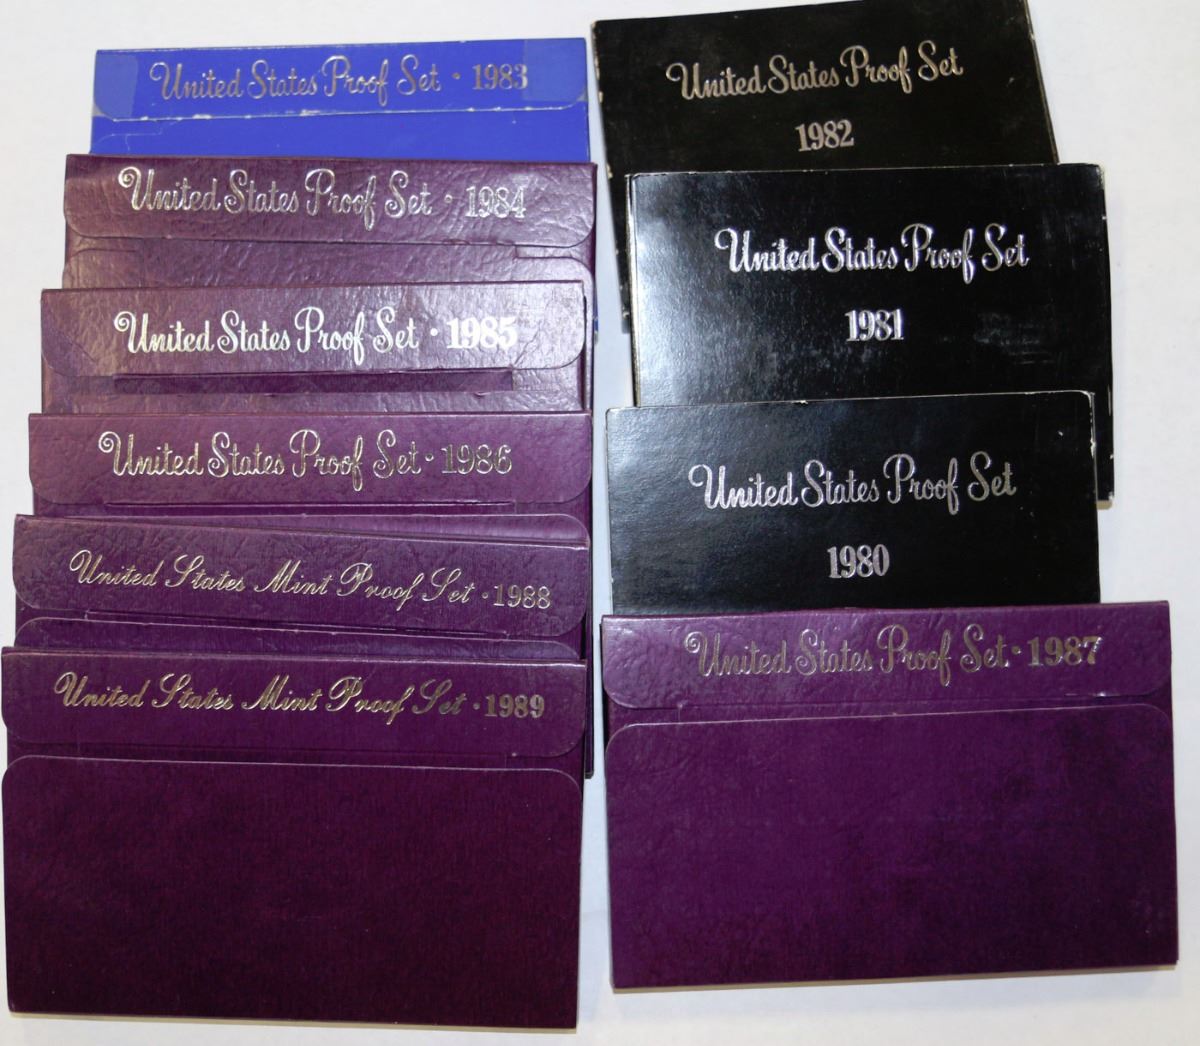 United States Proof Set · 1983
United States Proof Set · 1984
United States Proof Set · 1985
United States Proof Set · 1986
United States Mint Proof Set · 1988
United States Mint Proof Set · 1989
United States Proof Set
1982
United States Proof Set
1981
United States Proof Set
1980
United States Proof Set · 1987